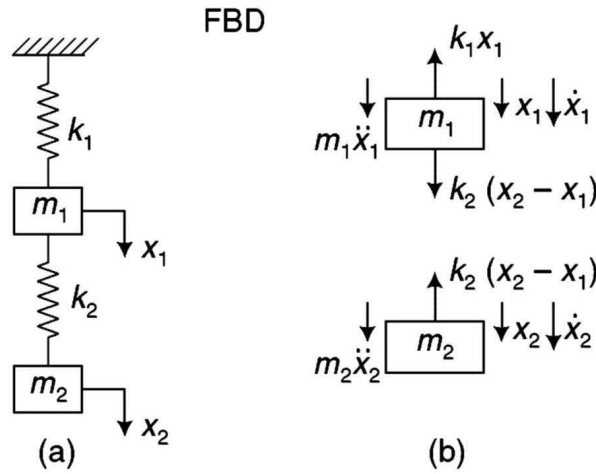 FBD
k₁
m₁
x₁
k₂
m₂
x₂
(a)
k₁x₁
m₁
x₁ ẋ₁
m₁ẍ₁
k₂ (x₂ − x₁)
k₂ (x₂ − x₁)
m₂
x₂ ẋ₂
m₂ẍ₂
(b)